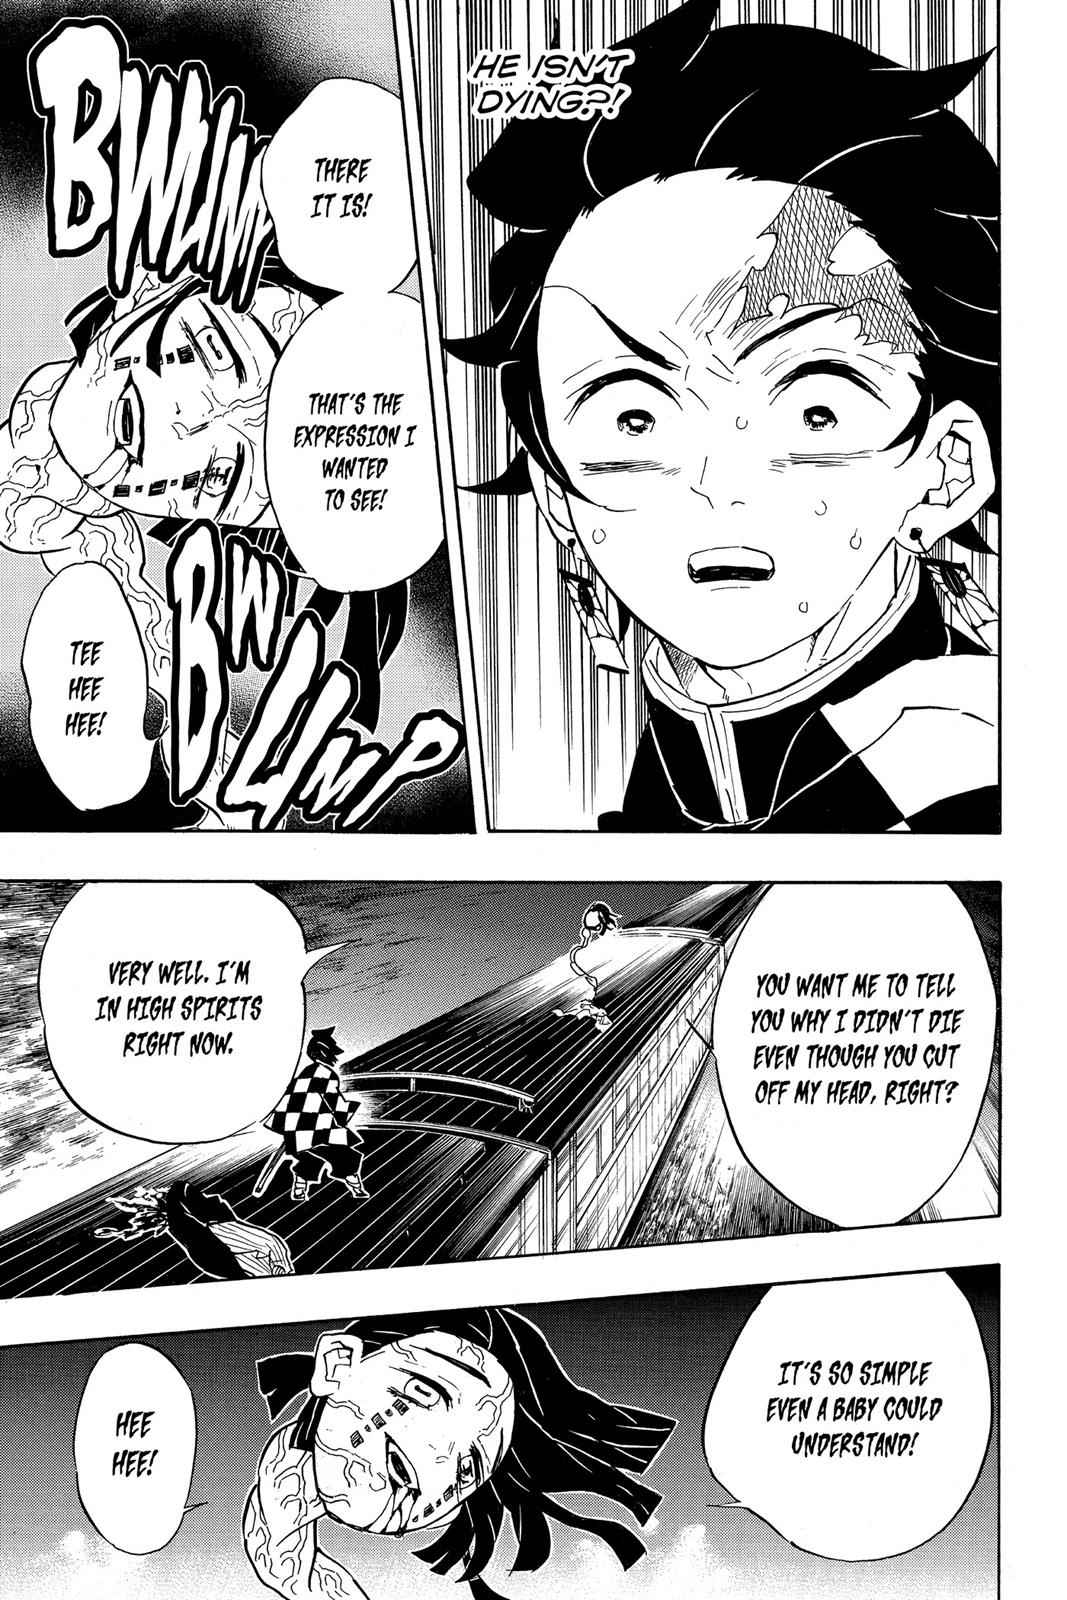 HE ISN'T
DYING?!
THERE
IT IS!
BWUMP
THAT'S THE
EXPRESSION I
WANTED
TO SEE!
BWUMP
TEE
HEE
HEE!
YOU WANT ME TO TELL
YOU WHY I DIDN'T DIE
EVEN THOUGH YOU CUT
OFF MY HEAD, RIGHT?
VERY WELL. I'M
IN HIGH SPIRITS
RIGHT NOW.
IT'S SO SIMPLE
EVEN A BABY COULD
UNDERSTAND!
HEE
HEE!